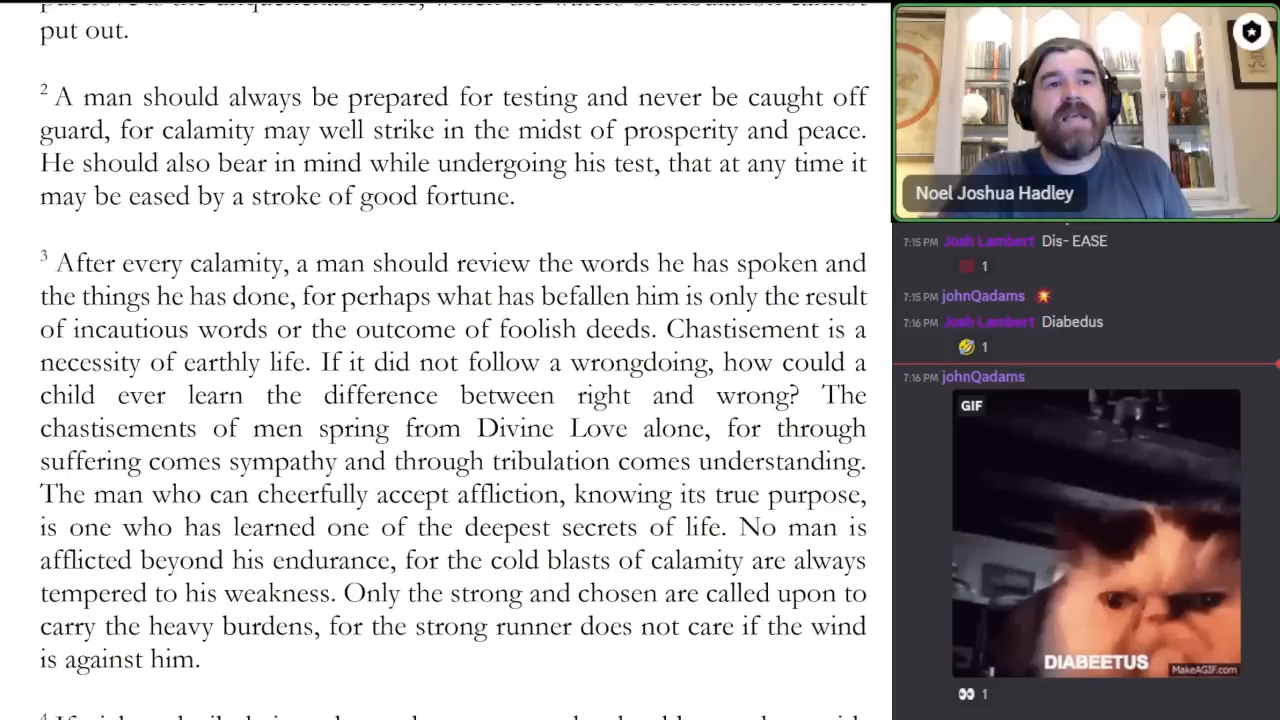 put out.
2 A man should always be prepared for testing and never be caught off
guard, for calamity may well strike in the midst of prosperity and peace.
He should also bear in mind while undergoing his test, that at any time it
may be eased by a stroke of good fortune.
3 After every calamity, a man should review the words he has spoken and
the things he has done, for perhaps what has befallen him is only the result
of incautious words or the outcome of foolish deeds. Chastisement is a
necessity of earthly life. If it did not follow a wrongdoing, how could a
child ever learn the difference between right and wrong? The
chastisements of men spring from Divine Love alone, for through
suffering comes sympathy and through tribulation comes understanding.
The man who can cheerfully accept affliction, knowing its true purpose,
is one who has learned one of the deepest secrets of life. No man is
afflicted beyond his endurance, for the cold blasts of calamity are always
tempered to his weakness. Only the strong and chosen are called upon to
carry the heavy burdens, for the strong runner does not care if the wind
is against him.
Noel Joshua Hadley
7:15 PM Josh Lambert Dis- EASE
1
7:15 PM johnQadams
7:16 PM Josh Lambert Diabedus
1
7:16 PM johnQadams
GIF
DIABEETUS
MakeAGIF.com
1